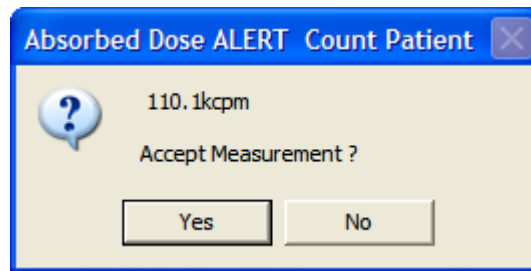 Absorbed Dose ALERT  Count Patient
110.1kcpm
Accept Measurement ?
Yes No